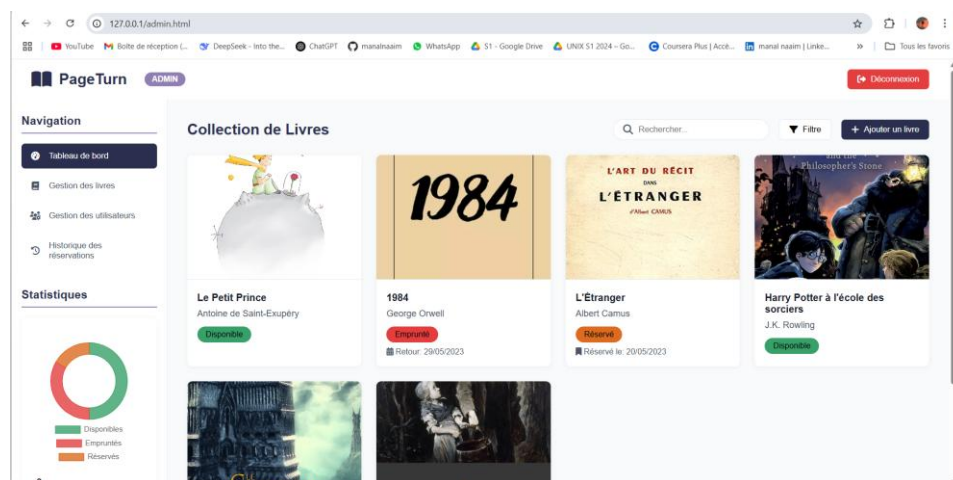 127.0.0.1/admin.html
YouTube
Boîte de réception (...
DeepSeek - Into the...
ChatGPT
manalnaaim
WhatsApp
S1 - Google Drive
UNIX S1 2024 – Go...
Coursera Plus | Accè...
manal naaim | Linke...
Tous les favoris
PageTurn ADMIN
Déconnexion
Navigation
Tableau de bord
Gestion des livres
Gestion des utilisateurs
Historique des
réservations
Statistiques
Disponibles
Empruntés
Réservés
Collection de Livres
Rechercher...
Filtre
+ Ajouter un livre
Le Petit Prince
Antoine de Saint-Exupéry
Disponible
1984
1984
George Orwell
Emprunté
Retour: 29/05/2023
L'ART DU RÉCIT
DANS
L'ÉTRANGER
d'Albert CAMUS
L'Étranger
Albert Camus
Réservé
Réservé le: 20/05/2023
and the
Philosopher's Stone
Harry Potter à l'école des
sorciers
J.K. Rowling
Disponible